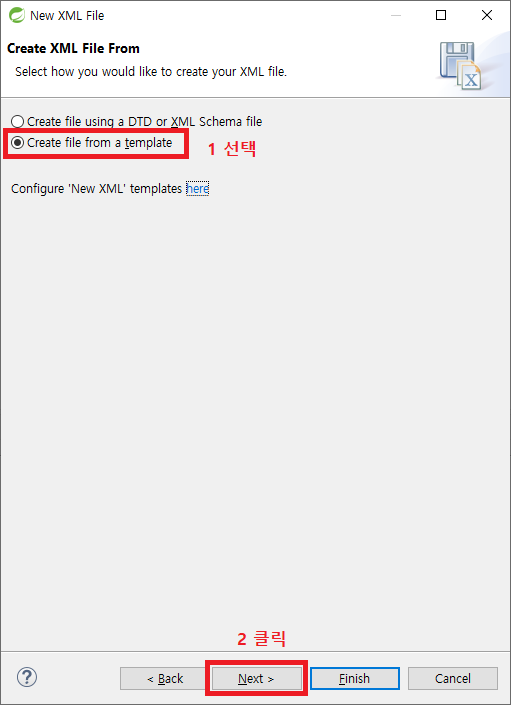 New XML File
Create XML File From
Select how you would like to create your XML file.
Create file using a DTD or XML Schema file
Create file from a template
1 선택
Configure 'New XML' templates here
2 클릭
< Back
Next >
Finish
Cancel